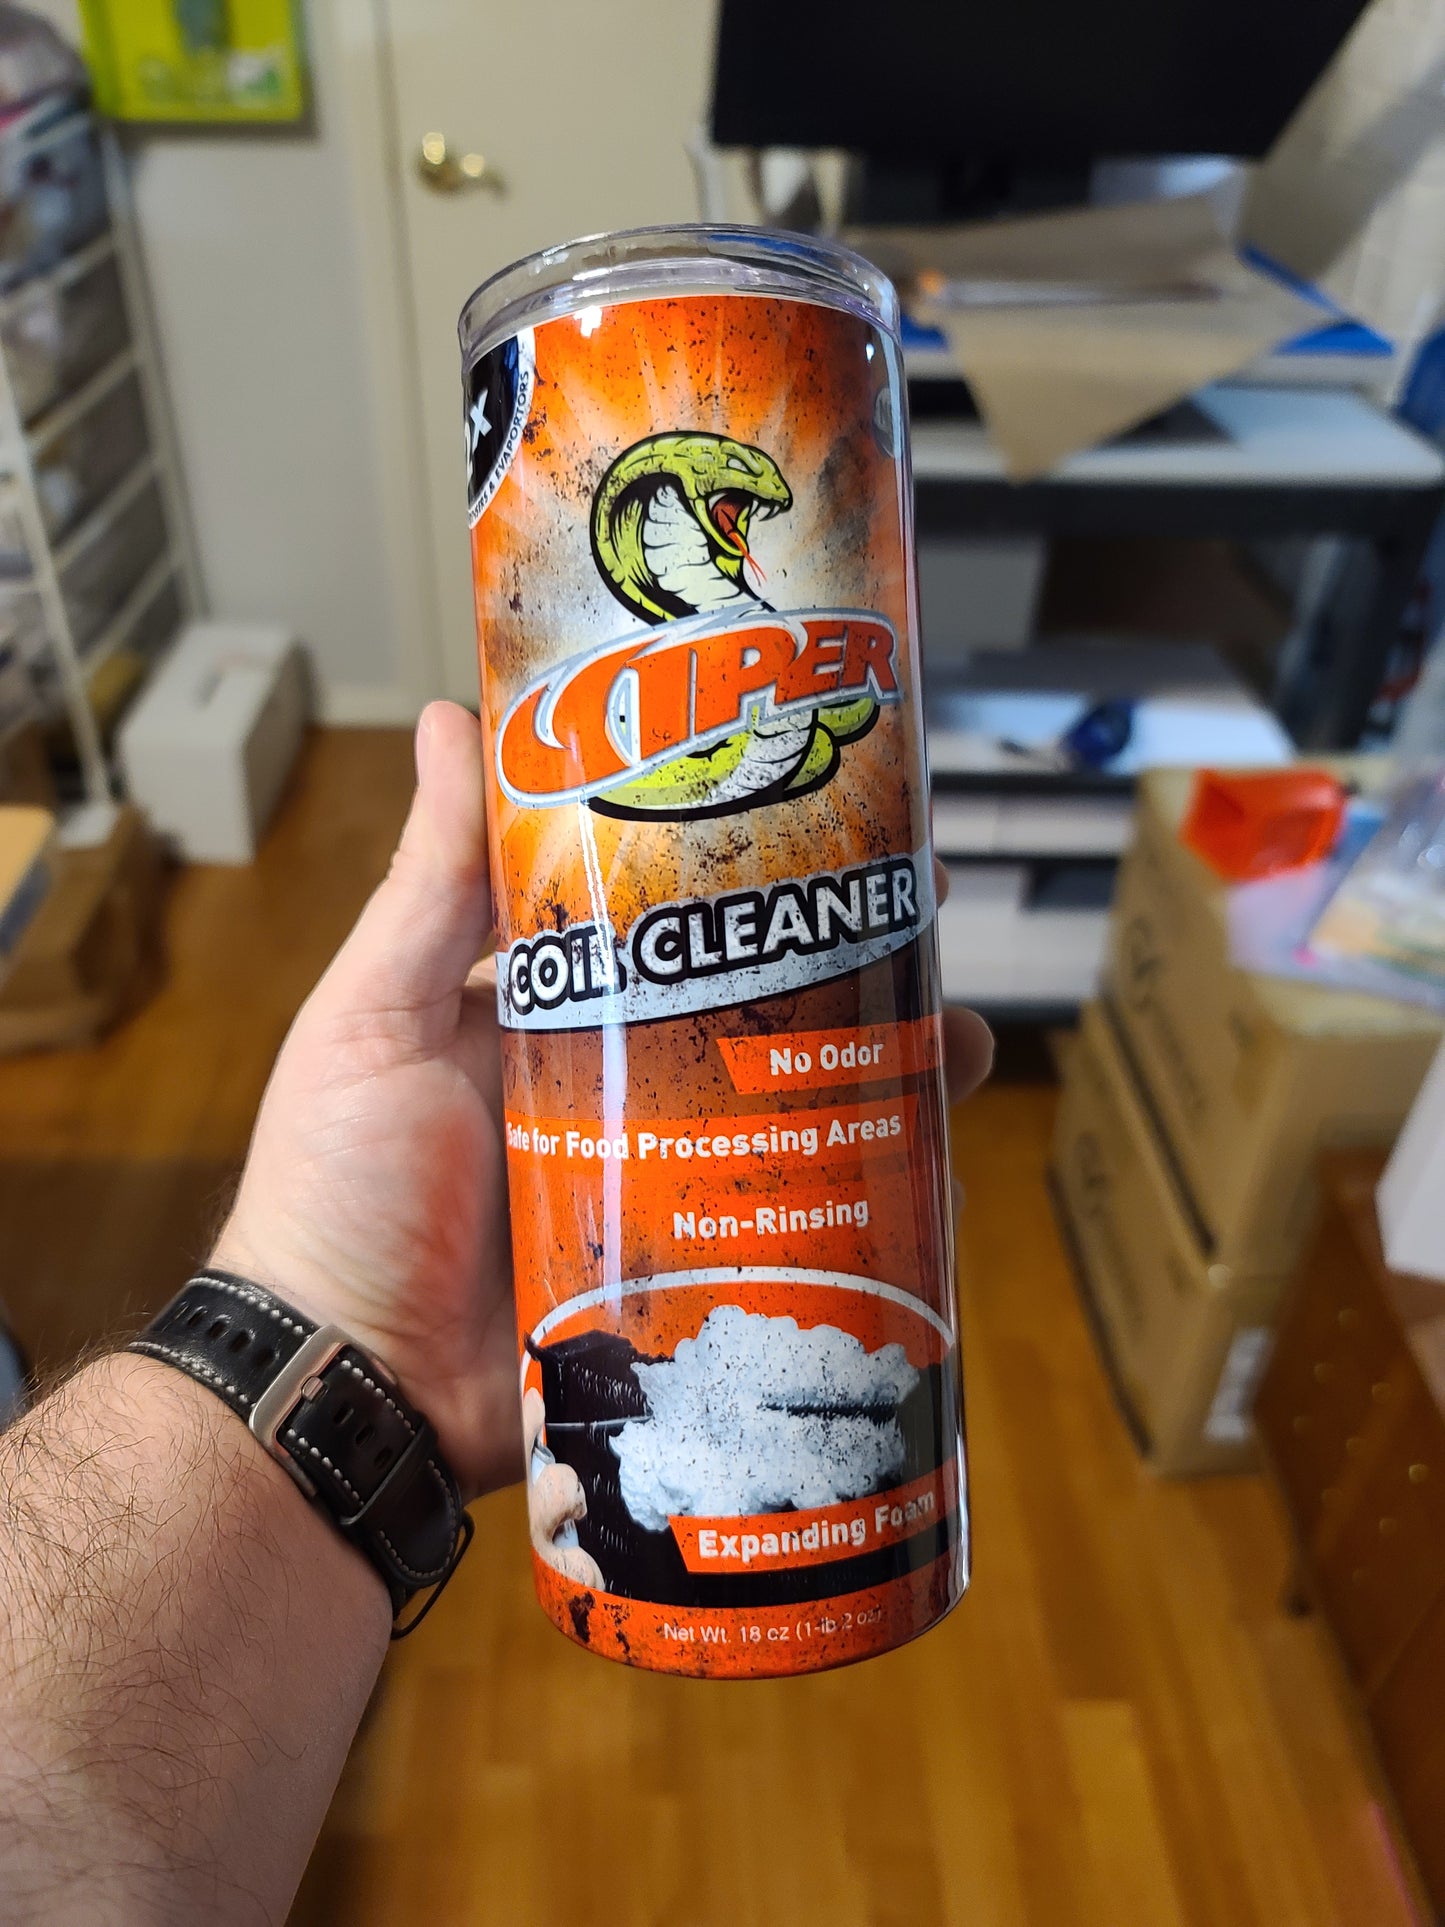 & EVAPORTORS
VIPER
COIL CLEANER
No Odor
Safe for Food Processing Areas
Non-Rinsing
Expanding Foam
Net Wt. 18 oz (1-lb 2 oz)